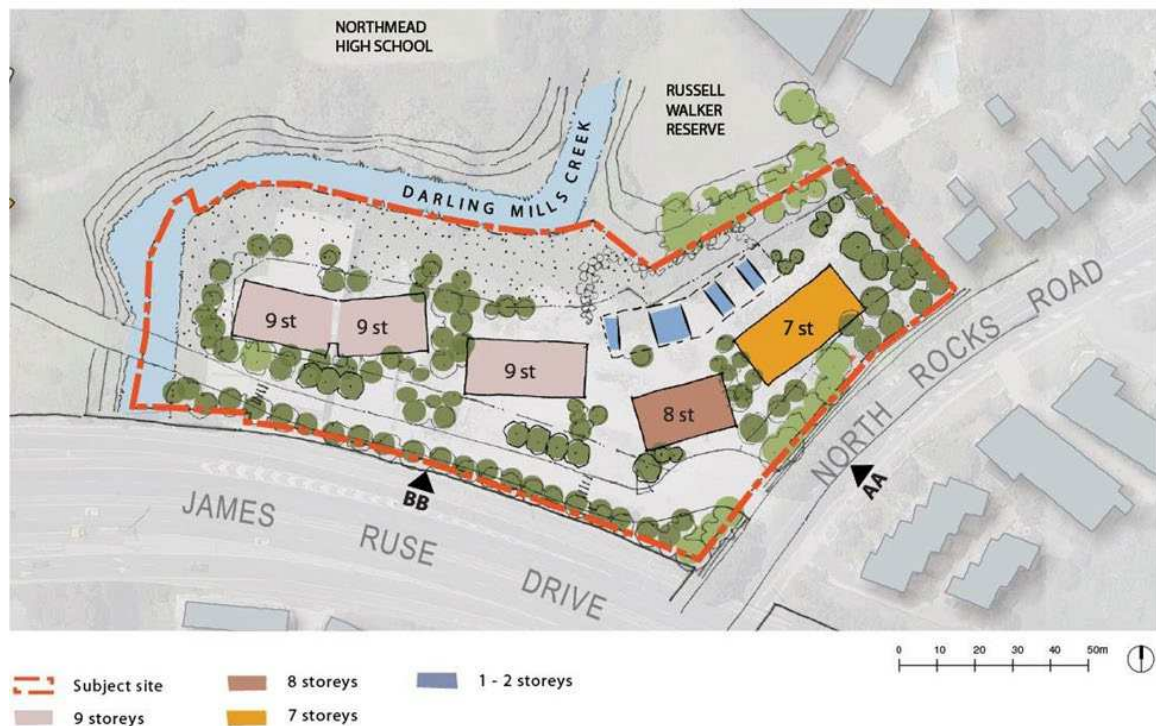 NORTHMEAD
HIGH SCHOOL
RUSSELL
WALKER
RESERVE
DARLING MILLS CREEK
9 st
9 st
9 st
7 st
8 st
NORTH ROCKS ROAD
AA
BB
JAMES RUSE DRIVE
0 10 20 30 40 50m
Subject site
8 storeys
1 - 2 storeys
9 storeys
7 storeys